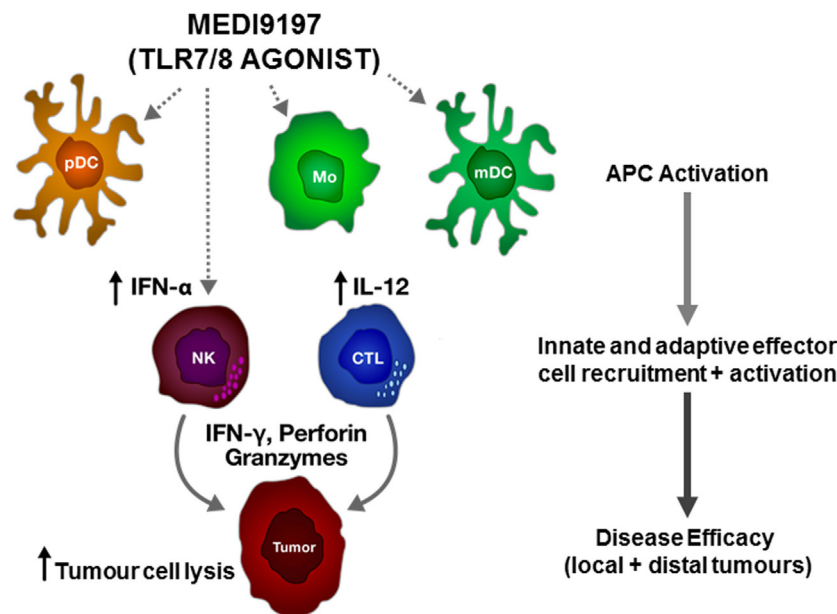 MEDI9197
(TLR7/8 AGONIST)
pDC
Mo
mDC
APC Activation
IFN-α
IL-12
NK
CTL
Innate and adaptive effector
cell recruitment + activation
IFN-γ, Perforin
Granzymes
Tumor
Tumour cell lysis
Disease Efficacy
(local + distal tumours)